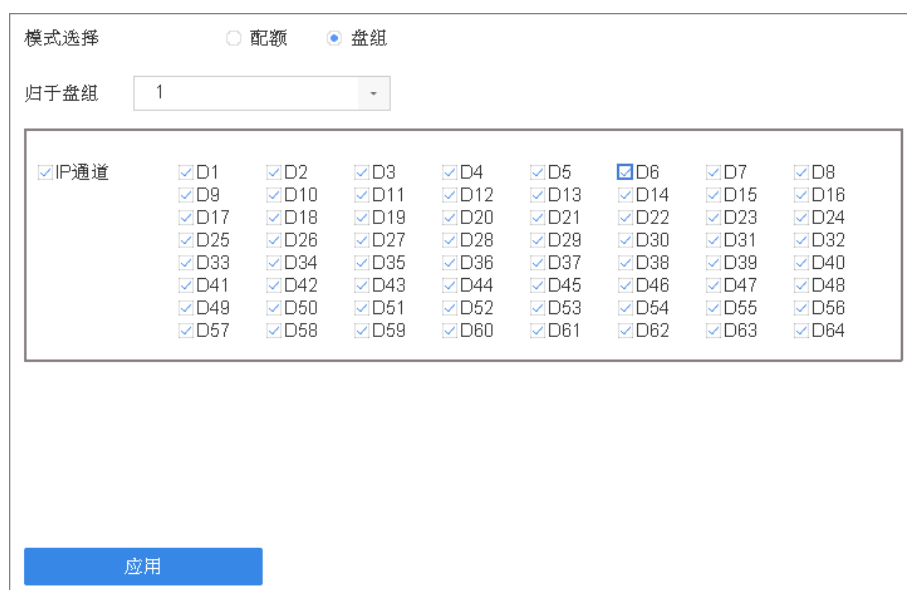 模式选择 配额 盘组
归于盘组 1
IP通道 D1 D2 D3 D4 D5 D6 D7 D8
D9 D10 D11 D12 D13 D14 D15 D16
D17 D18 D19 D20 D21 D22 D23 D24
D25 D26 D27 D28 D29 D30 D31 D32
D33 D34 D35 D36 D37 D38 D39 D40
D41 D42 D43 D44 D45 D46 D47 D48
D49 D50 D51 D52 D53 D54 D55 D56
D57 D58 D59 D60 D61 D62 D63 D64
应用